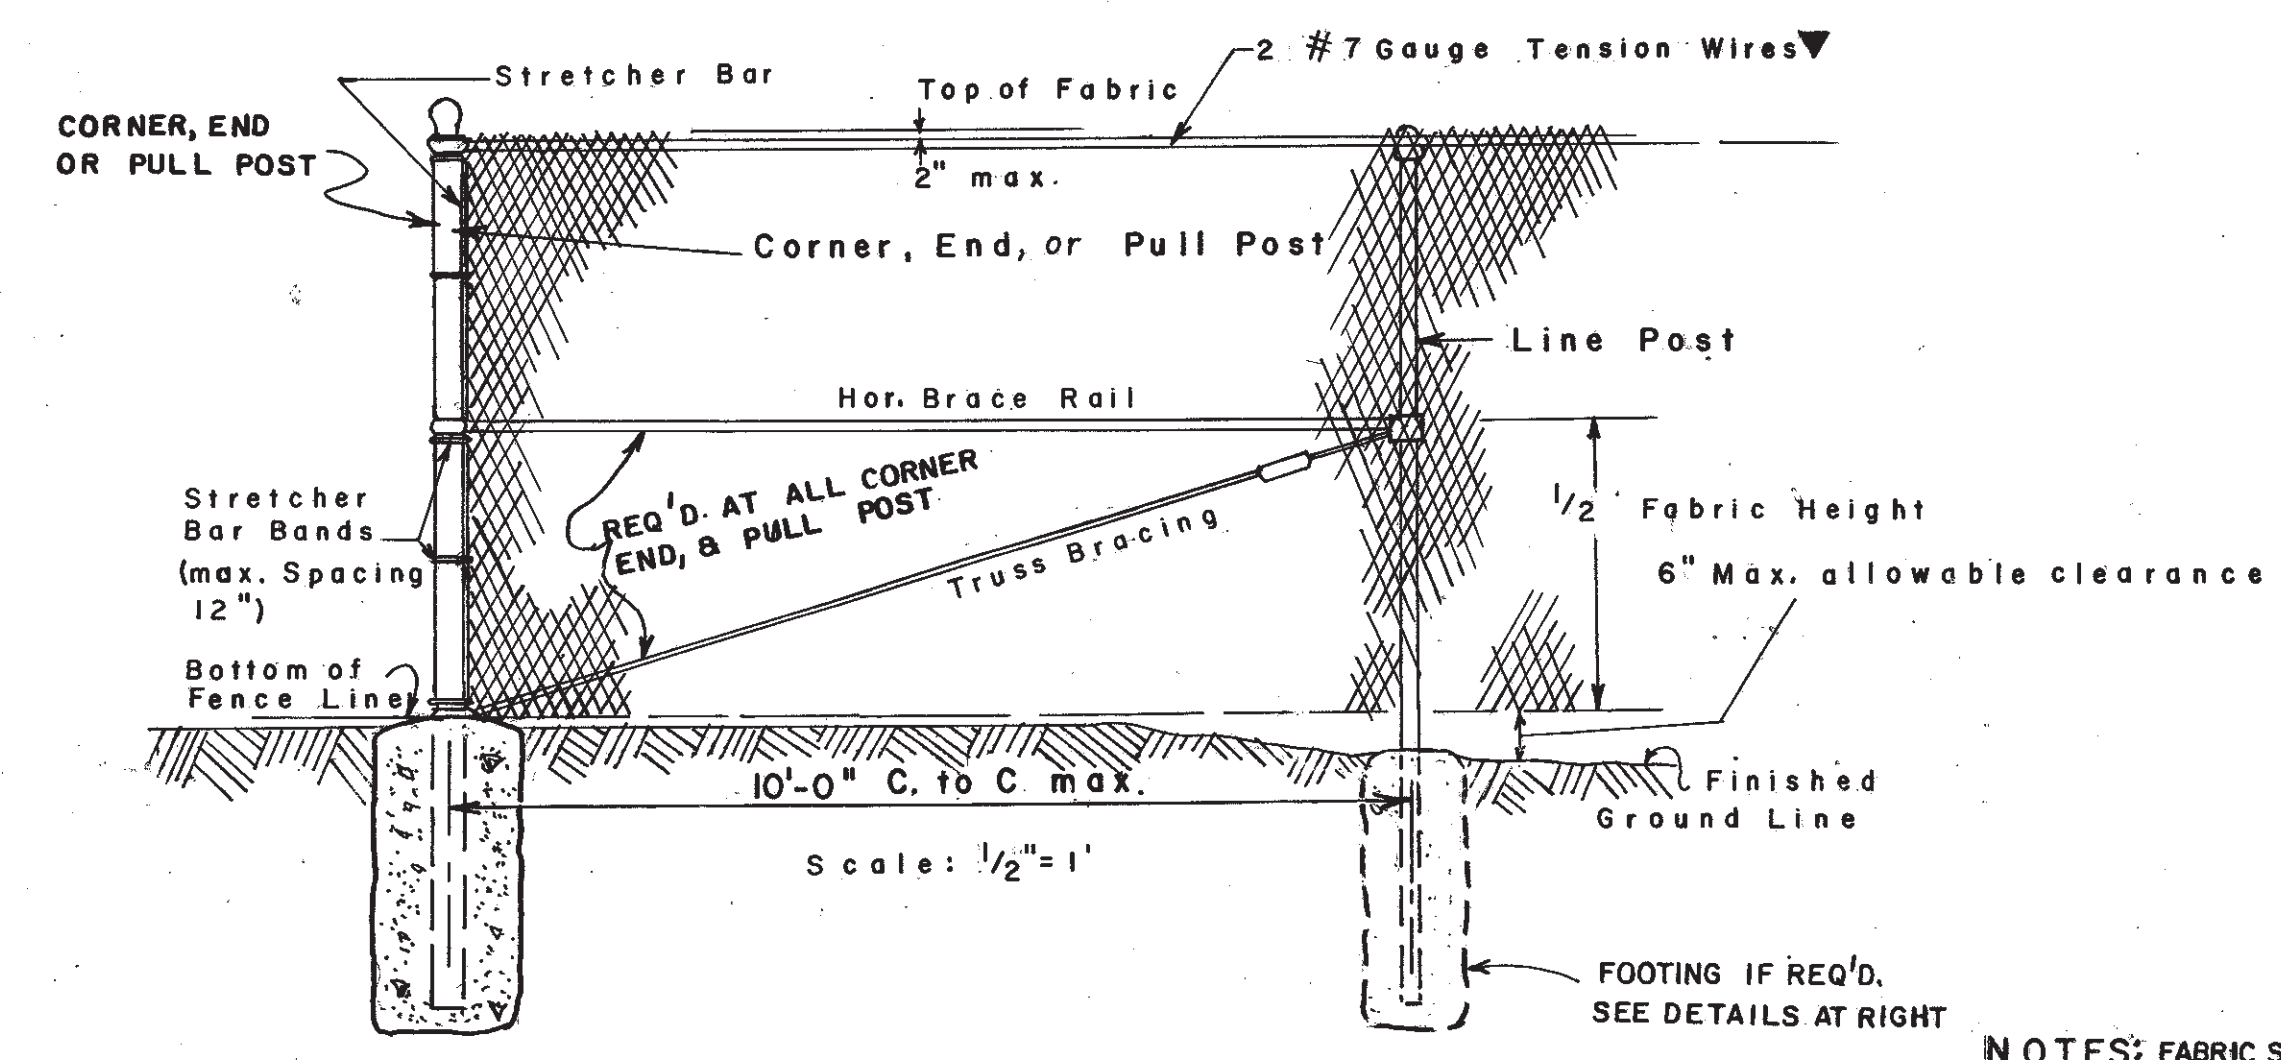 2 #7 Gauge Tension Wires▼
Stretcher Bar
Top of Fabric
CORNER, END
OR PULL POST
2" max.
Corner, End, or Pull Post
Line Post
Hor. Brace Rail
REQ'D. AT ALL CORNER
END, & PULL POST
Stretcher
Bar Bands
(max. Spacing
12")
1/2 Fabric Height
Truss Bracing
6" Max. allowable clearance
Bottom of
Fence Line
10'-0" C. to C. max.
Finished
Ground Line
Scale: 1/2"= 1'
FOOTING IF REQ'D.
SEE DETAILS AT RIGHT
NOTES: FABRIC